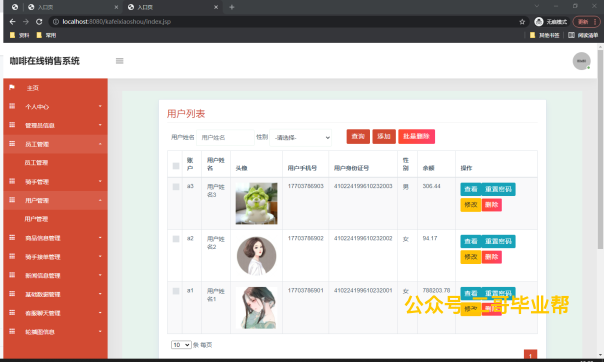 入口页
入口页
localhost:8080/kafeixiaoshou/index.jsp
无痕模式
更新
资料
常用
其他书签
阅读清单
咖啡在线销售系统
主页
个人中心
管理员信息
员工管理
员工管理
骑手管理
用户管理
用户管理
商品信息管理
骑手接单管理
新闻信息管理
基础数据管理
客服聊天管理
轮播图信息
用户列表
用户姓名 用户姓名 性别 -请选择- 查询 添加 批量删除
账户 用户姓名 头像 用户手机号 用户身份证号 性别 余额 操作
a3 用户姓名3 17703786903 410224199610232003 男 306.44 查看 重置密码 修改 删除
a2 用户姓名2 17703786902 410224199610232002 女 94.17 查看 重置密码 修改 删除
a1 用户姓名1 17703786901 410224199610232001 女 788203.78 查看 重置密码 修改 删除
公众号 二哥毕业帮
10 条 每页
1